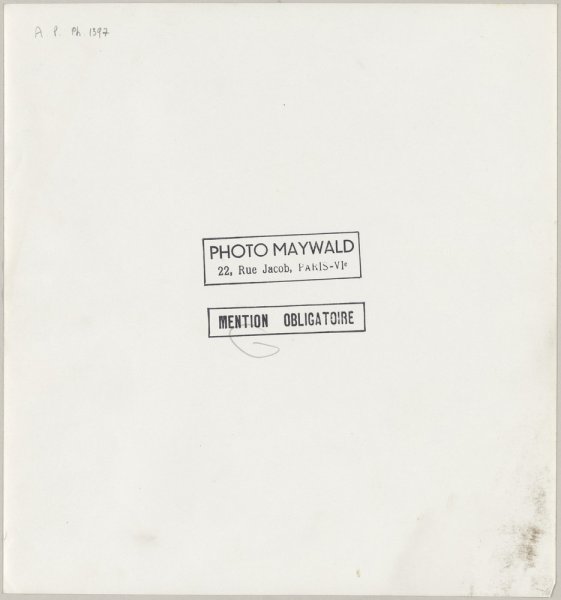 A P. Ph 1397
PHOTO MAYWALD
22, Rue Jacob, PARIS-VIe
MENTION OBLIGATOIRE